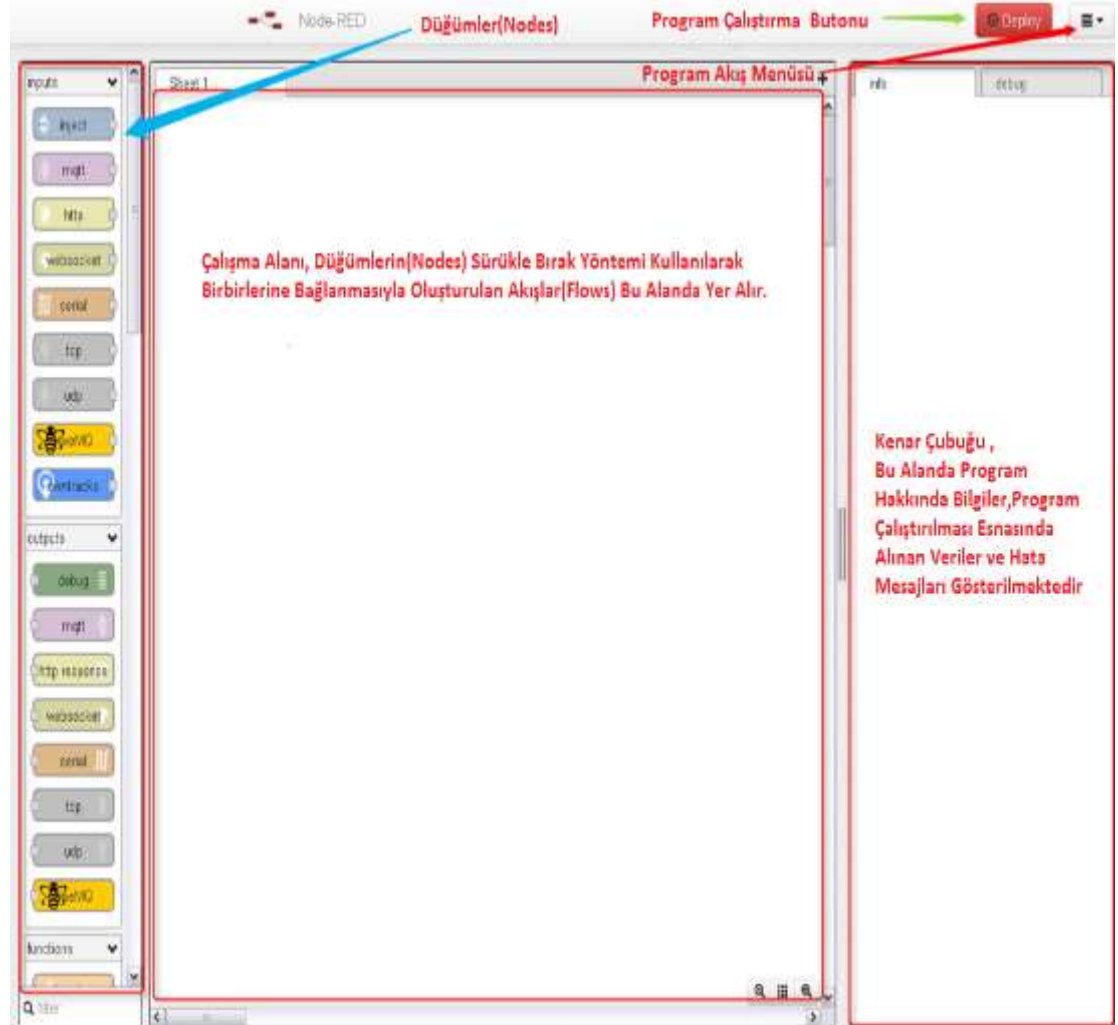 Node-RED
Düğümler(Nodes)
Program Çalıştırma Butonu
Deploy
Program Akış Menüsü
inputs
Sheet 1
info
debug
inject
mqtt
http
websocket
serial
tcp
udp
Çalışma Alanı, Düğümlerin(Nodes) Sürükle Bırak Yöntemi Kullanılarak
Birbirlerine Bağlanmasıyla Oluşturulan Akışlar(Flows) Bu Alanda Yer Alır.
owntracks
Kenar Çubuğu ,
Bu Alanda Program
Hakkında Bilgiler,Program
Çalıştırılması Esnasında
Alınan Veriler ve Hata
Mesajları Gösterilmektedir
outputs
debug
mqtt
http response
websocket
serial
tcp
udp
functions
filter